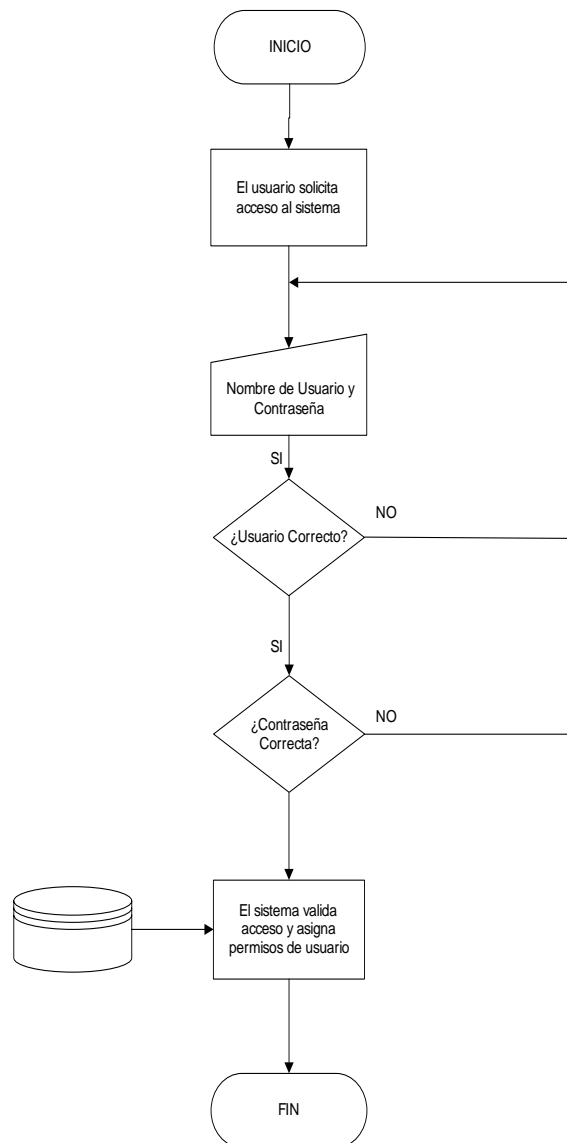 INICIO
El usuario solicita
acceso al sistema
Nombre de Usuario y
Contraseña
SI
¿Usuario Correcto?
NO
SI
¿Contraseña
Correcta?
NO
El sistema valida
acceso y asigna
permisos de usuario
FIN